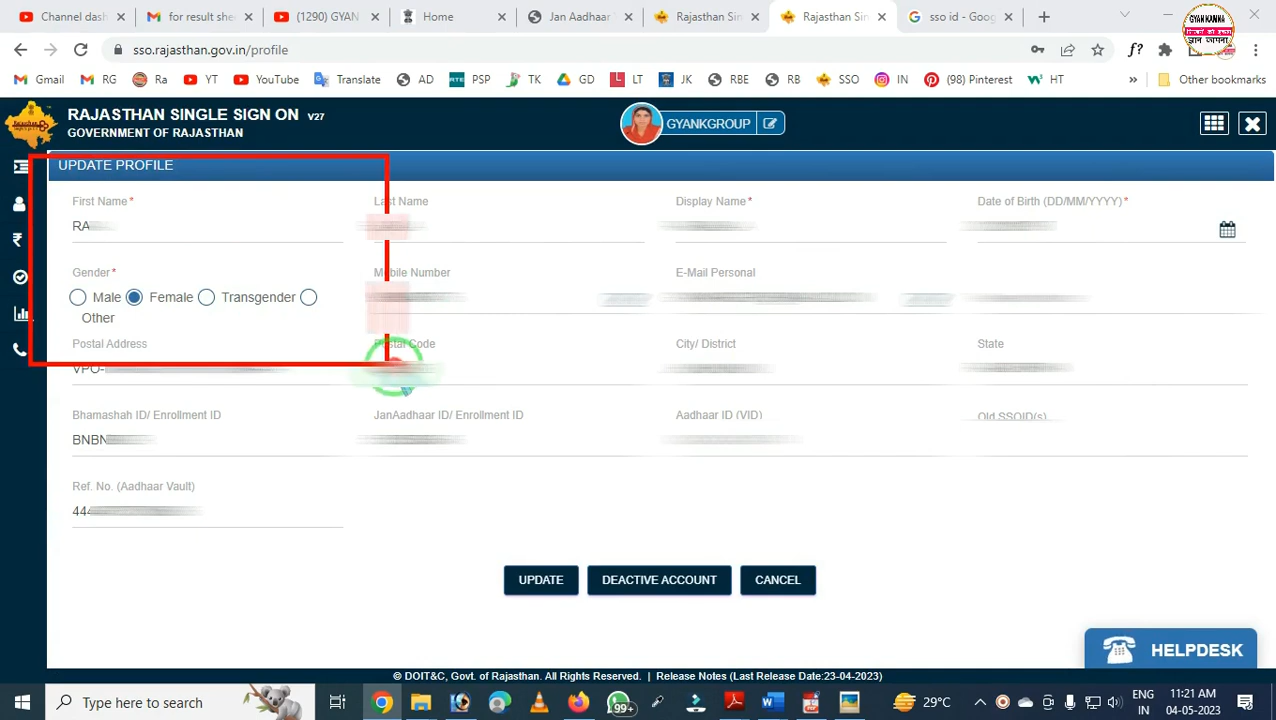 Channel dash
for result she
(1290) GYAN
Home
Jan Aadhaar
Rajasthan Sin
Rajasthan Sin
sso id - Goog
sso.rajasthan.gov.in/profile
Gmail RG Ra YT YouTube Translate AD PSP TK GD LT JK RBE RB SSO IN (98) Pinterest HT » Other bookmarks
GYAN KANNA
ज्ञान
RAJASTHAN SINGLE SIGN ON V27
GOVERNMENT OF RAJASTHAN
GYANKGROUP
UPDATE PROFILE
First Name* Last Name Display Name* Date of Birth (DD/MM/YYYY)*
RA
Gender* Mobile Number E-Mail Personal
Male Female Transgender
Other
Postal Address Postal Code City/ District State
VPO-
Bhamashah ID/ Enrollment ID JanAadhaar ID/ Enrollment ID Aadhaar ID (VID) Old SSOID(s)
BNBN
Ref. No. (Aadhaar Vault)
444
UPDATE DEACTIVE ACCOUNT CANCEL
HELPDESK
© DOIT&C, Govt. of Rajasthan. All Rights Reserved. | Release Notes (Last Release Date:23-04-2023)
Type here to search
99+
29°C
ENG
IN
11:21 AM
04-05-2023